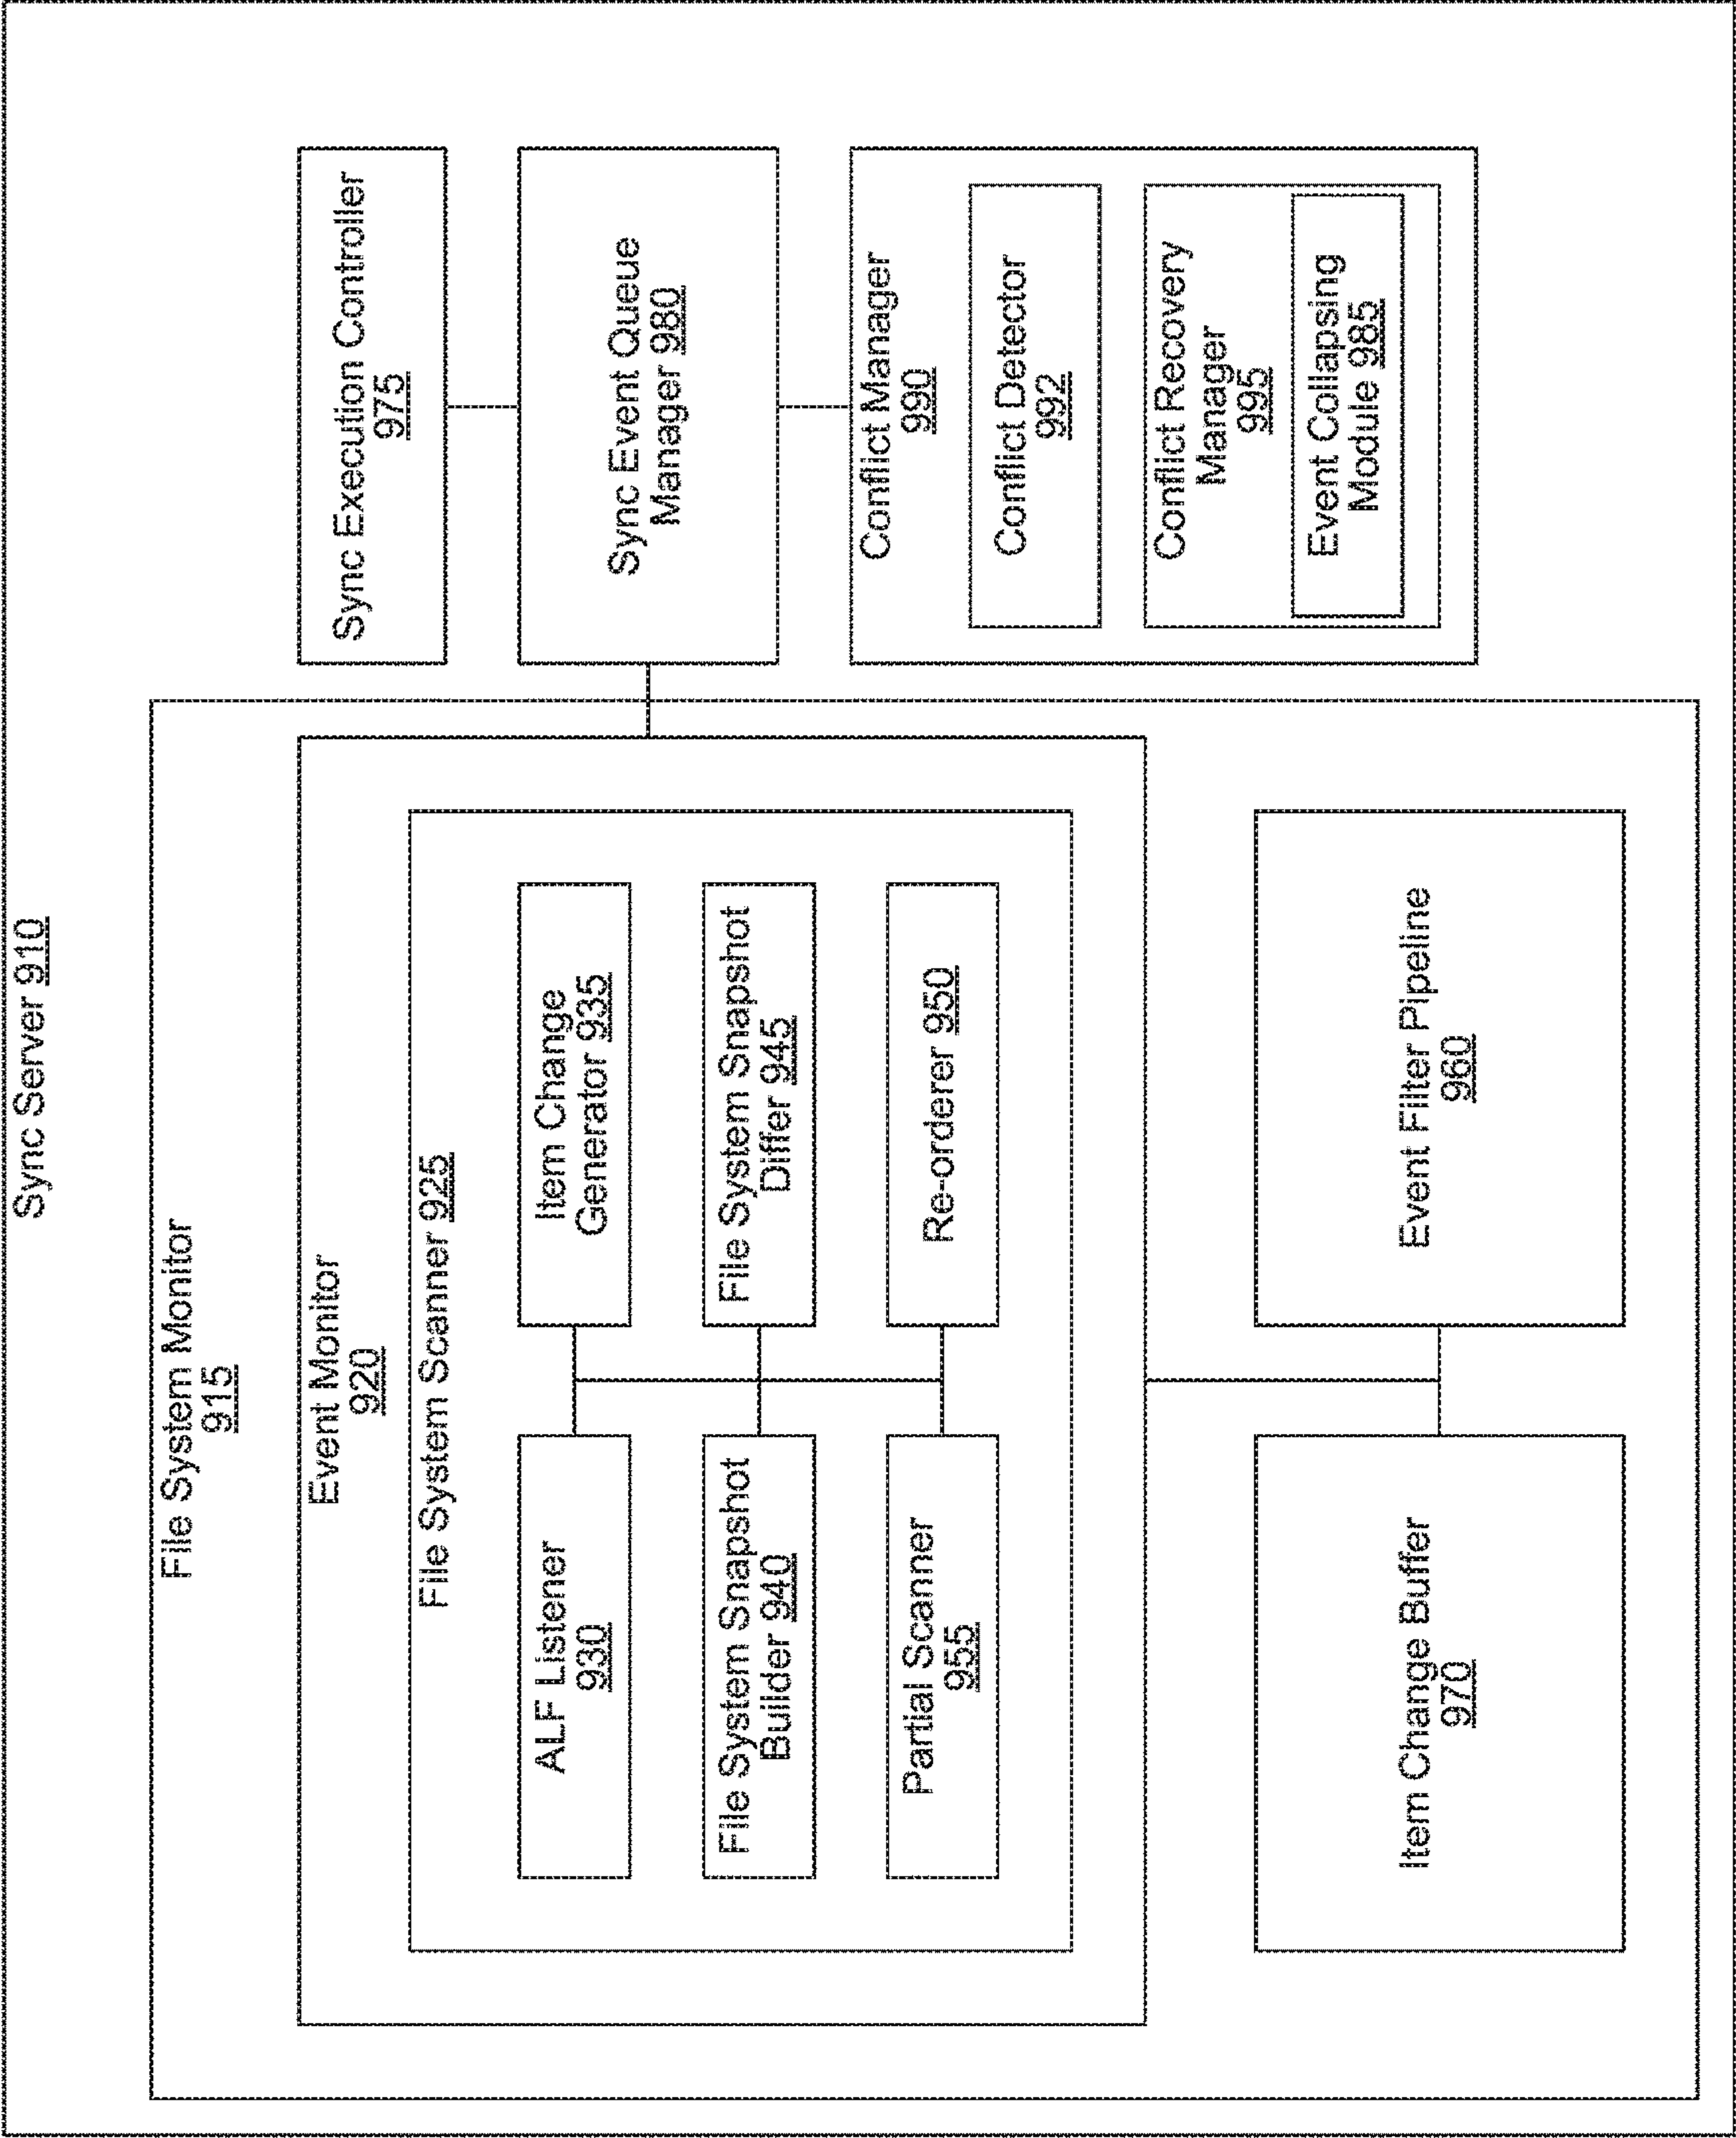 Sync Server 910
File System Monitor
915
Event Monitor
920
File System Scanner 925
ALF Listener
930
Item Change
Generator 935
File System Snapshot
Builder 940
File System Snapshot
Differ 945
Partial Scanner
955
Re-orderer 950
Item Change Buffer
970
Event Filter Pipeline
960
Sync Execution Controller
975
Sync Event Queue
Manager 980
Conflict Manager
990
Conflict Detector
992
Conflict Recovery
Manager
995
Event Collapsing
Module 985